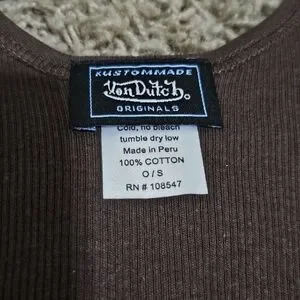 KUSTOMMADE
VonDutch.
ORIGINALS
Cold, no bleach
tumble dry low
Made in Peru
100% COTTON
O / S
RN # 108547